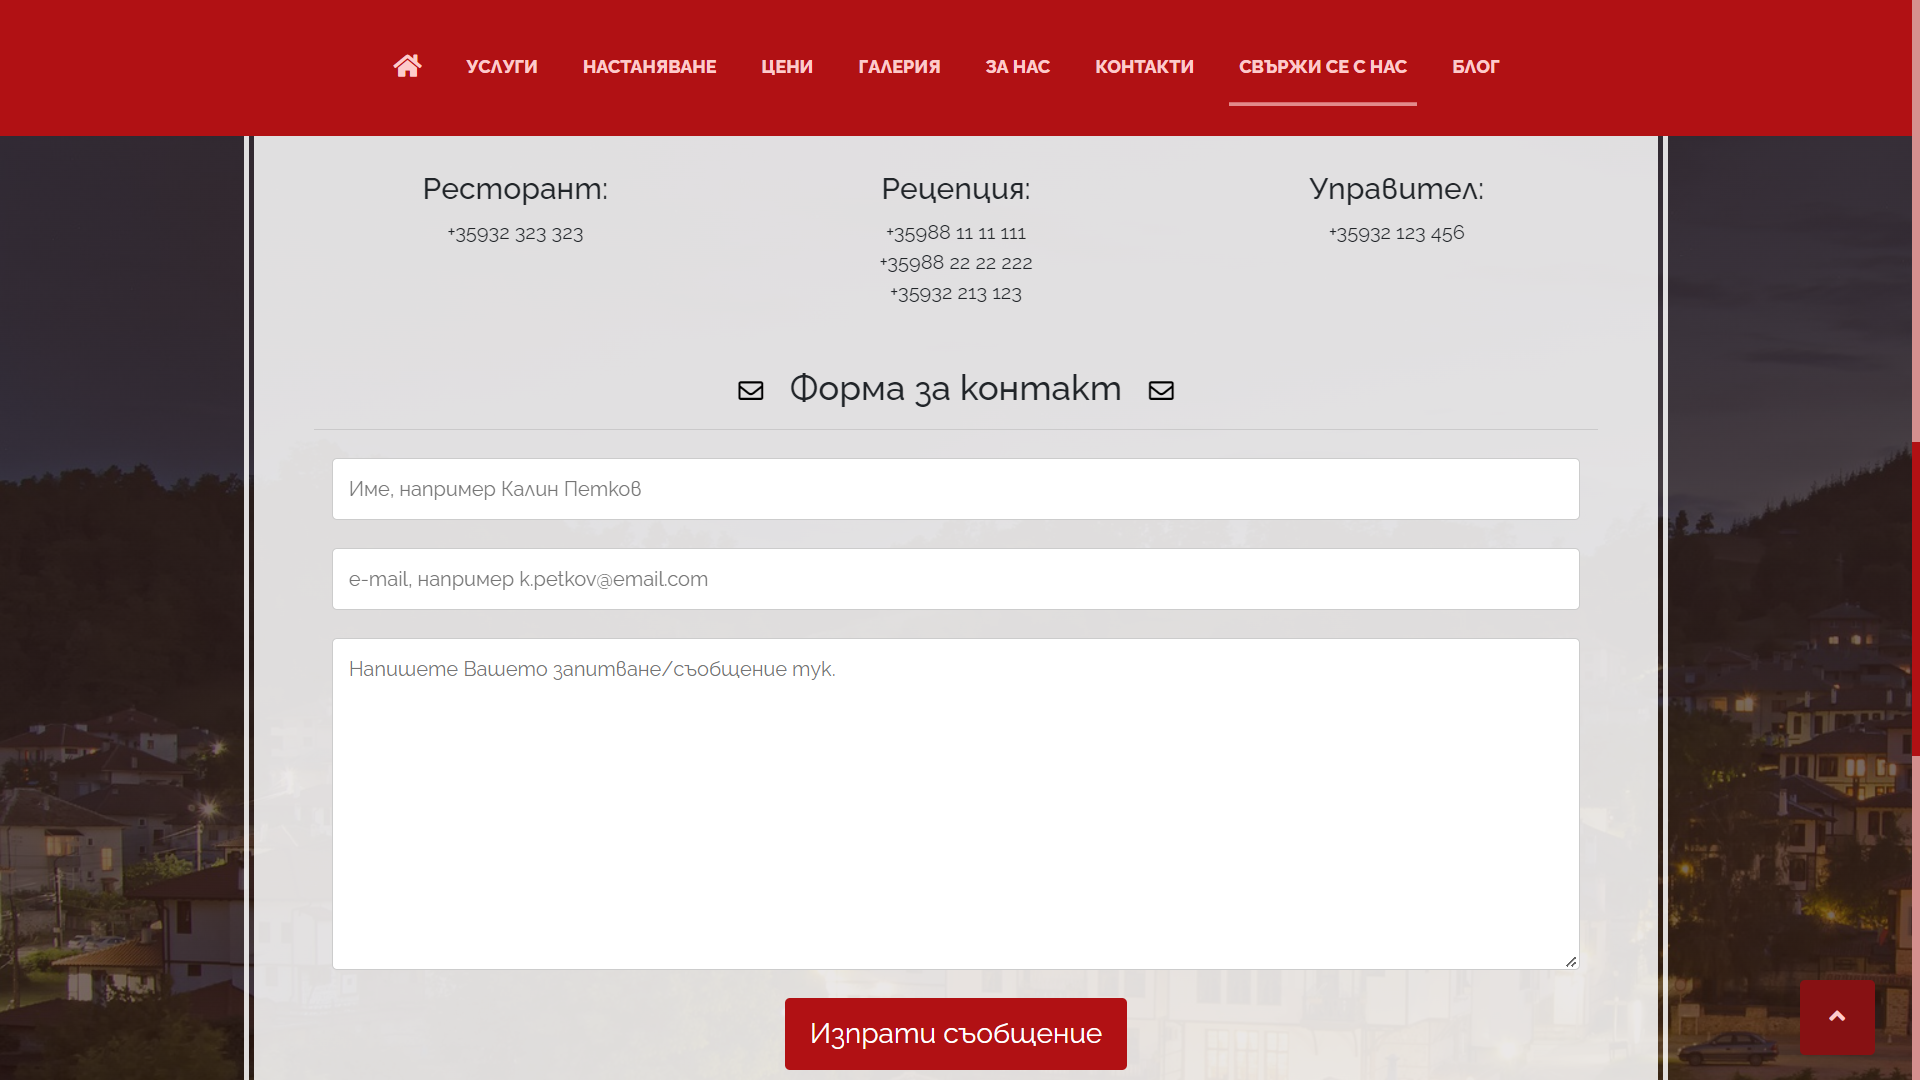 УСЛУГИ НАСТАНЯВАНЕ ЦЕНИ ГАЛЕРИЯ ЗА НАС КОНТАКТИ СВЪРЖИ СЕ С НАС БЛОГ
Ресторант:
+35932 323 323
Рецепция:
+35988 11 11 111
+35988 22 22 222
+35932 213 123
Управител:
+35932 123 456
Форма за контакт
Име, например Калин Петков
e-mail, например k.petkov@email.com
Напишете Вашето запитване/съобщение тук.
Изпрати съобщение